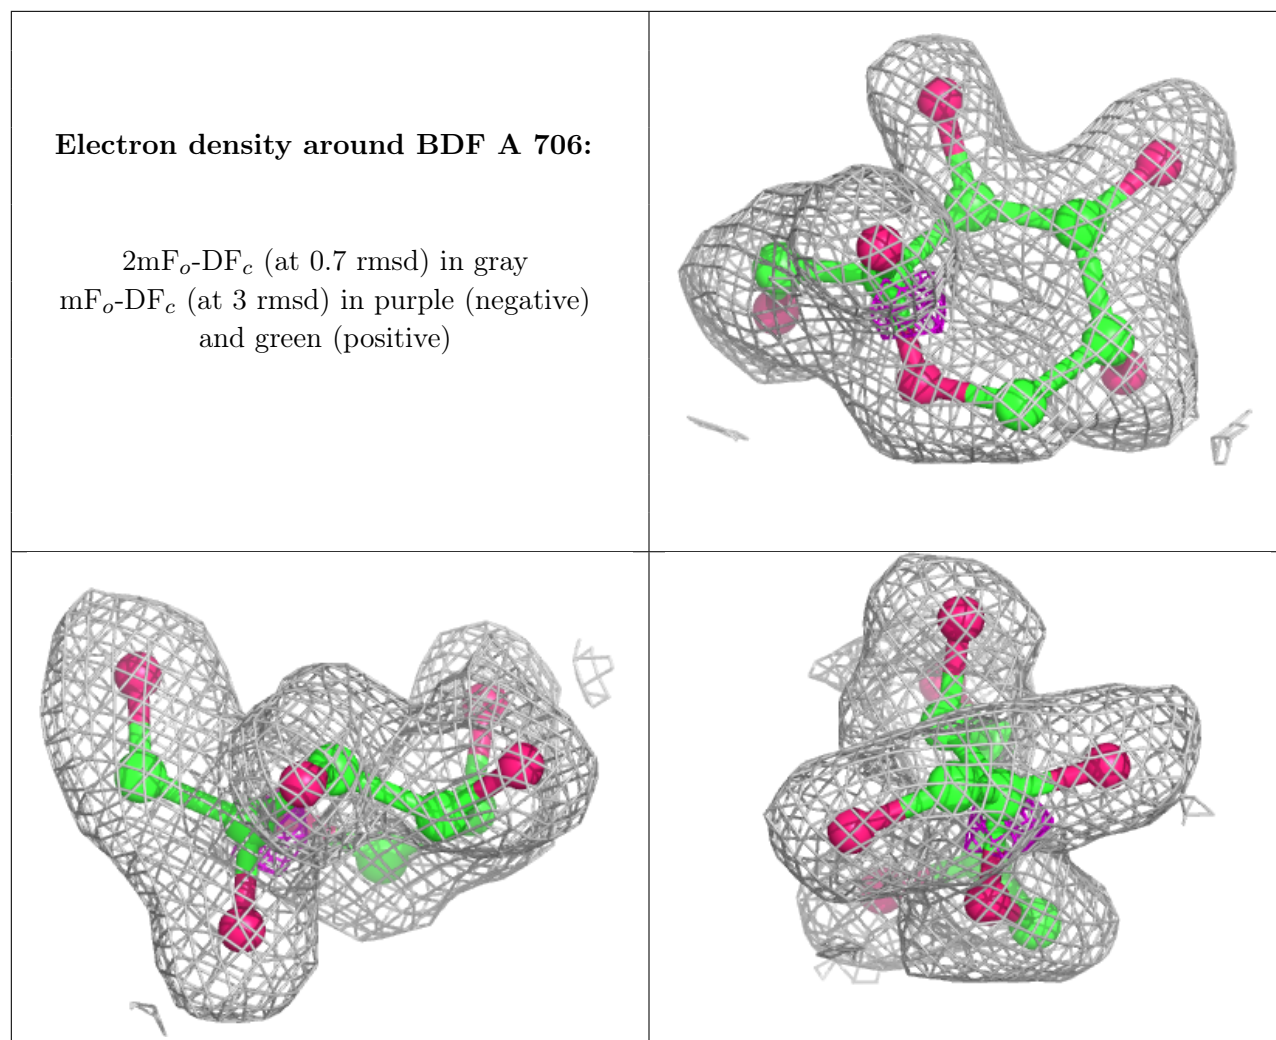 Electron density around BDF A 706:
2mFo-DFc (at 0.7 rmsd) in gray
mFo-DFc (at 3 rmsd) in purple (negative)
and green (positive)